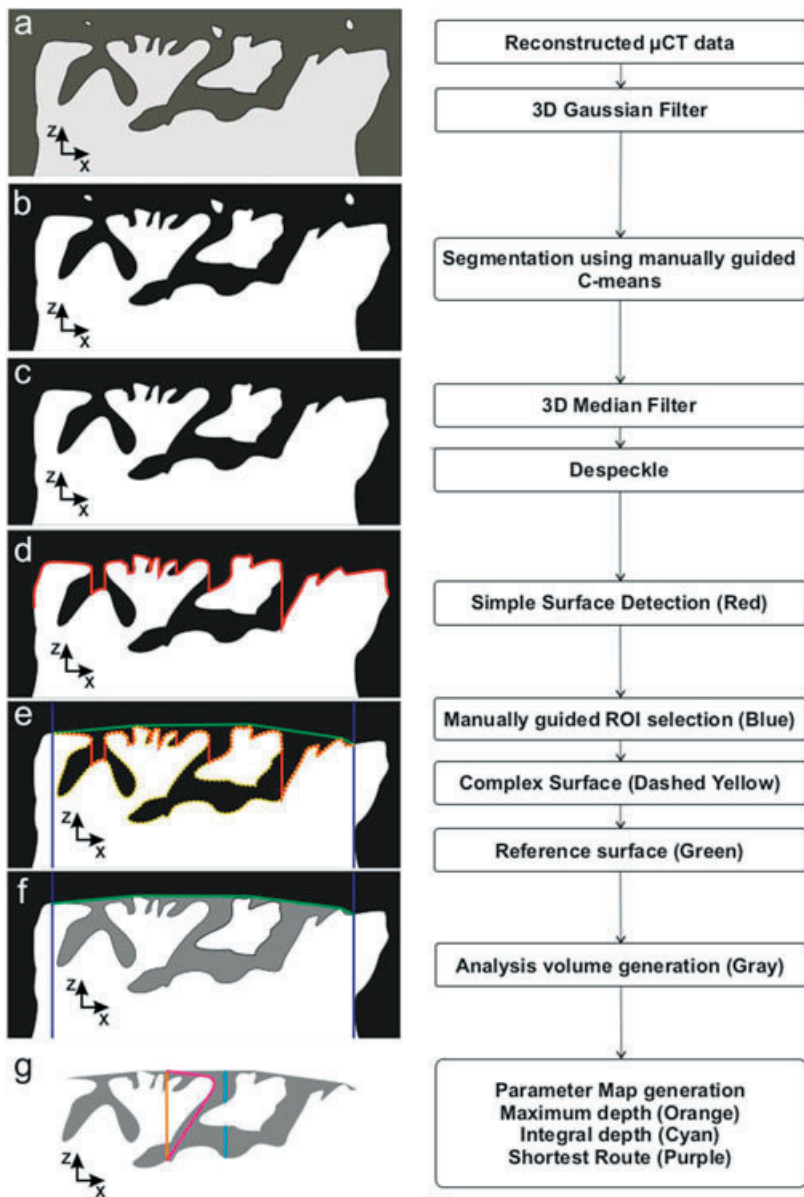 a
Z
X
Reconstructed µCT data
3D Gaussian Filter
b
Z
X
Segmentation using manually guided
C-means
c
Z
X
3D Median Filter
Despeckle
d
Z
X
Simple Surface Detection (Red)
e
Z
X
Manually guided ROI selection (Blue)
Complex Surface (Dashed Yellow)
Reference surface (Green)
f
Z
X
Analysis volume generation (Gray)
g
Z
X
Parameter Map generation
Maximum depth (Orange)
Integral depth (Cyan)
Shortest Route (Purple)